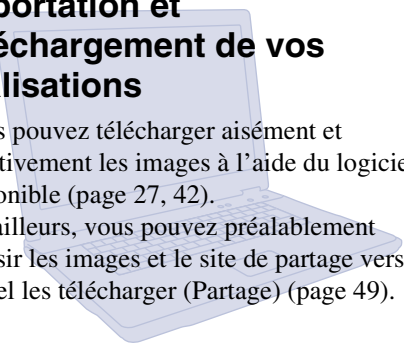 portation et
échargement de vos
lisations
s pouvez télécharger aisément et
tivement les images à l’aide du logicie
onible (page 27, 42).
ailleurs, vous pouvez préalablement
sir les images et le site de partage vers
el les télécharger (Partage) (page 49).